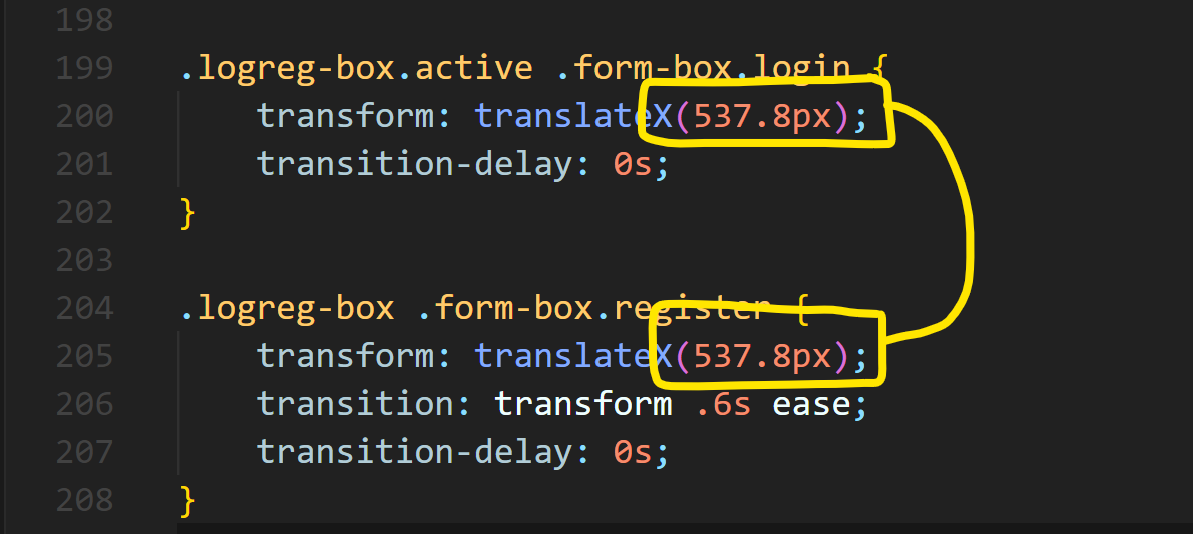 198
199 .logreg-box.active .form-box.login {
200 transform: translateX(537.8px);
201 transition-delay: 0s;
202 }
203
204 .logreg-box .form-box.register {
205 transform: translateX(537.8px);
206 transition: transform .6s ease;
207 transition-delay: 0s;
208 }